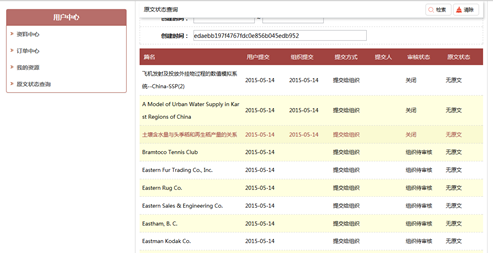 用户中心
原文状态查询
检索
清除
资料中心
订单中心
我的资源
原文状态查询
创建时间：
创建时间： edaebb197f4767fdc0e856b045edb952
篇名 用户提交 组织提交 提交方式 提交人 审核状态 原文状态
飞机发射及投放外挂物过程的数值模拟系 2015-05-14 2015-05-14 提交给组织 关闭 无原文
统--China-SSP(2)
A Model of Urban Water Supply in Kar 2015-05-14 2015-05-14 提交给组织 关闭 无原文
st Regions of China
土壤含水量与头季稻和再生稻产量的关系 2015-05-14 2015-05-14 提交给组织 关闭 无原文
Bramtoco Tennis Club 2015-05-14 提交给组织 组织待审核 无原文
Eastern Fur Trading Co., Inc. 2015-05-14 提交给组织 组织待审核 无原文
Eastern Rug Co. 2015-05-14 提交给组织 组织待审核 无原文
Eastern Sales & Engineering Co. 2015-05-14 提交给组织 组织待审核 无原文
Eastham, B. C. 2015-05-14 提交给组织 组织待审核 无原文
Eastman Kodak Co. 2015-05-14 提交给组织 组织待审核 无原文